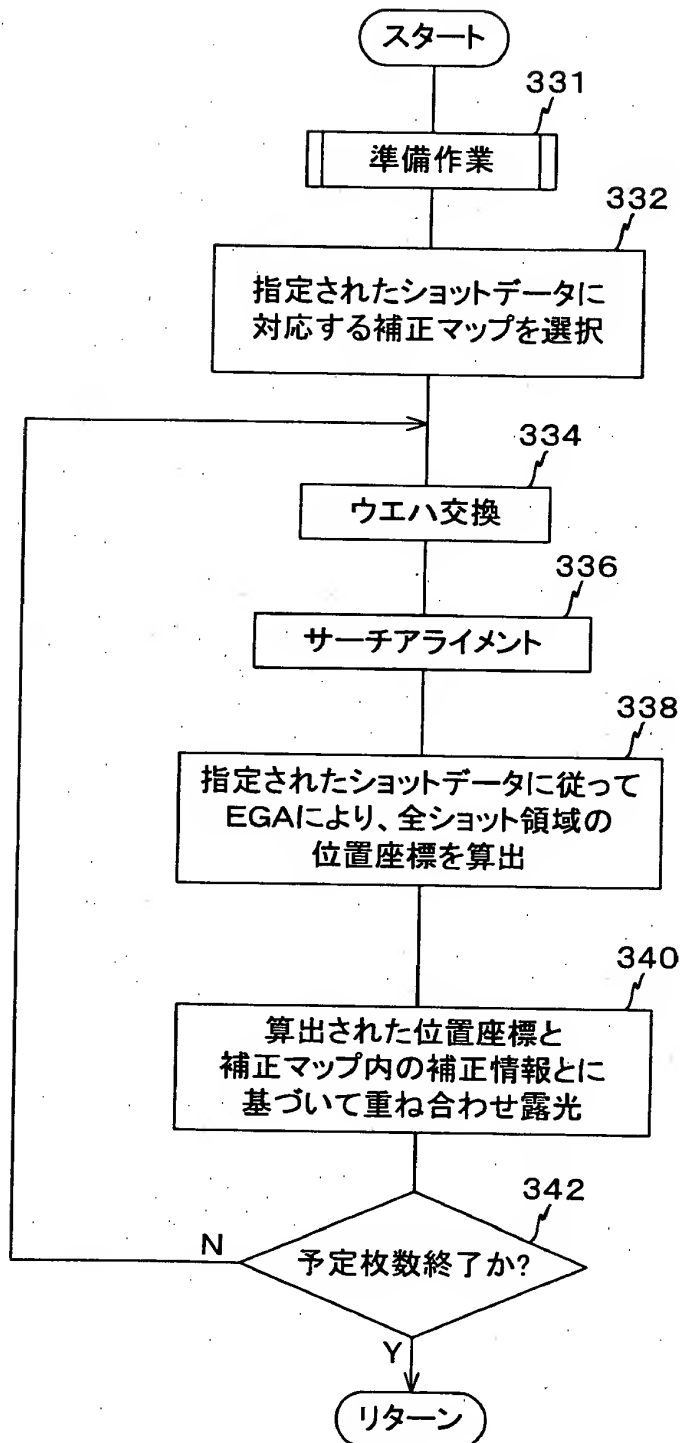 スタート
331
準備作業
332
指定されたショットデータに
対応する補正マップを選択
334
ウエハ交換
336
サーチアライメント
338
指定されたショットデータに従って
EGAにより、全ショット領域の
位置座標を算出
340
算出された位置座標と
補正マップ内の補正情報とに
基づいて重ね合わせ露光
342
N
予定枚数終了か?
Y
リターン